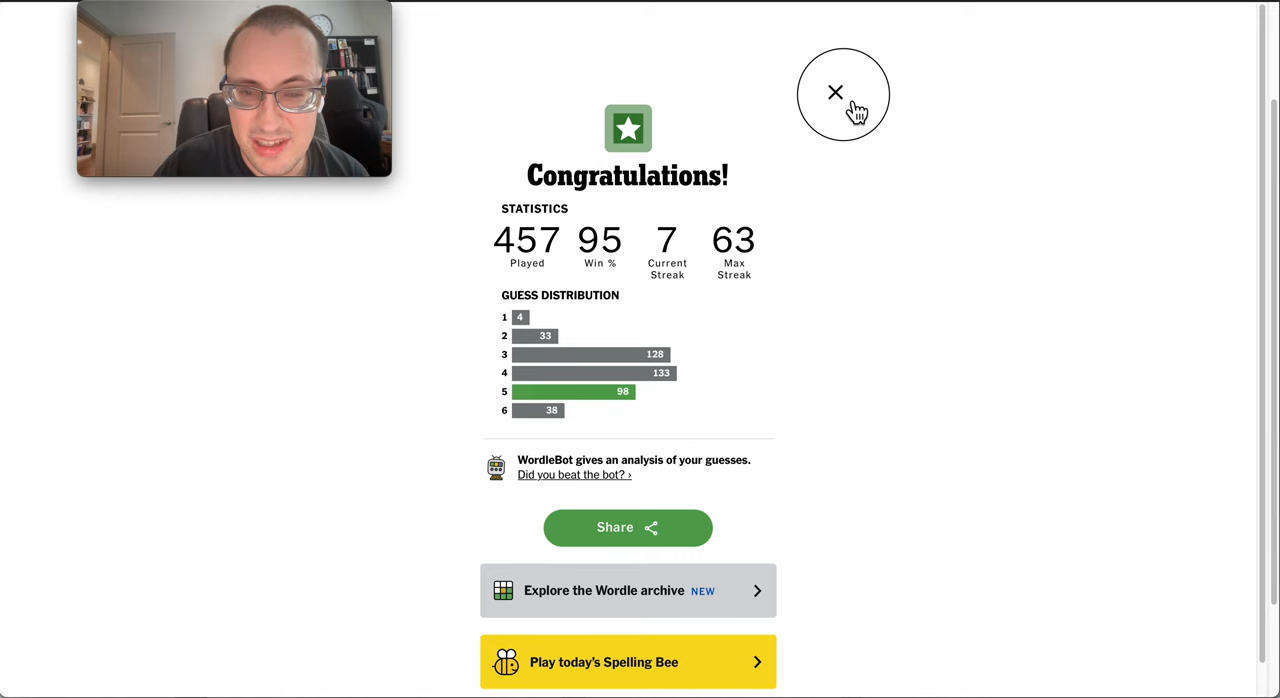 Congratulations!
STATISTICS
457 95 7 63
Played Win % Current Streak Max Streak
GUESS DISTRIBUTION
1 4
2 33
3 128
4 133
5 98
6 38
WordleBot gives an analysis of your guesses.
Did you beat the bot? ›
Share
Explore the Wordle archive NEW
Play today’s Spelling Bee